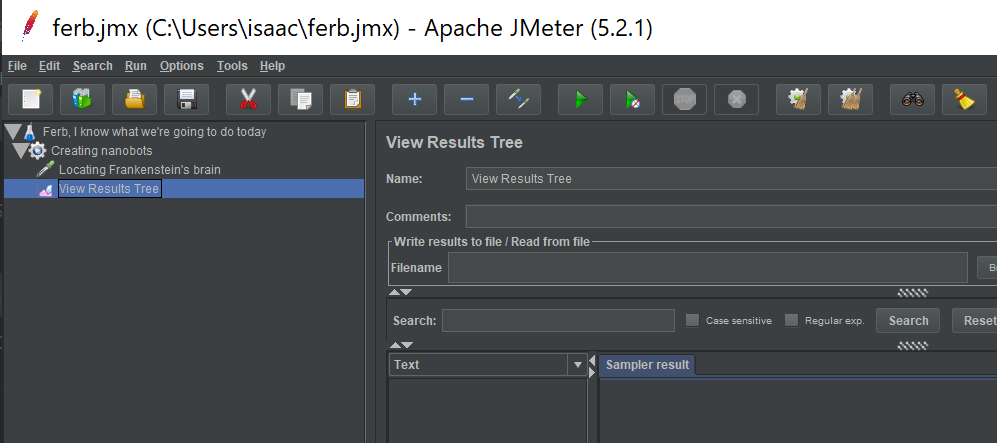 ferb.jmx (C:\Users\isaac\ferb.jmx) - Apache JMeter (5.2.1)
File Edit Search Run Options Tools Help
STOP
Ferb, I know what we're going to do today
Creating nanobots
Locating Frankenstein's brain
View Results Tree
View Results Tree
Name: View Results Tree
Comments:
Write results to file / Read from file
Filename
Search: Case sensitive Regular exp. Search Reset
Text
Sampler result